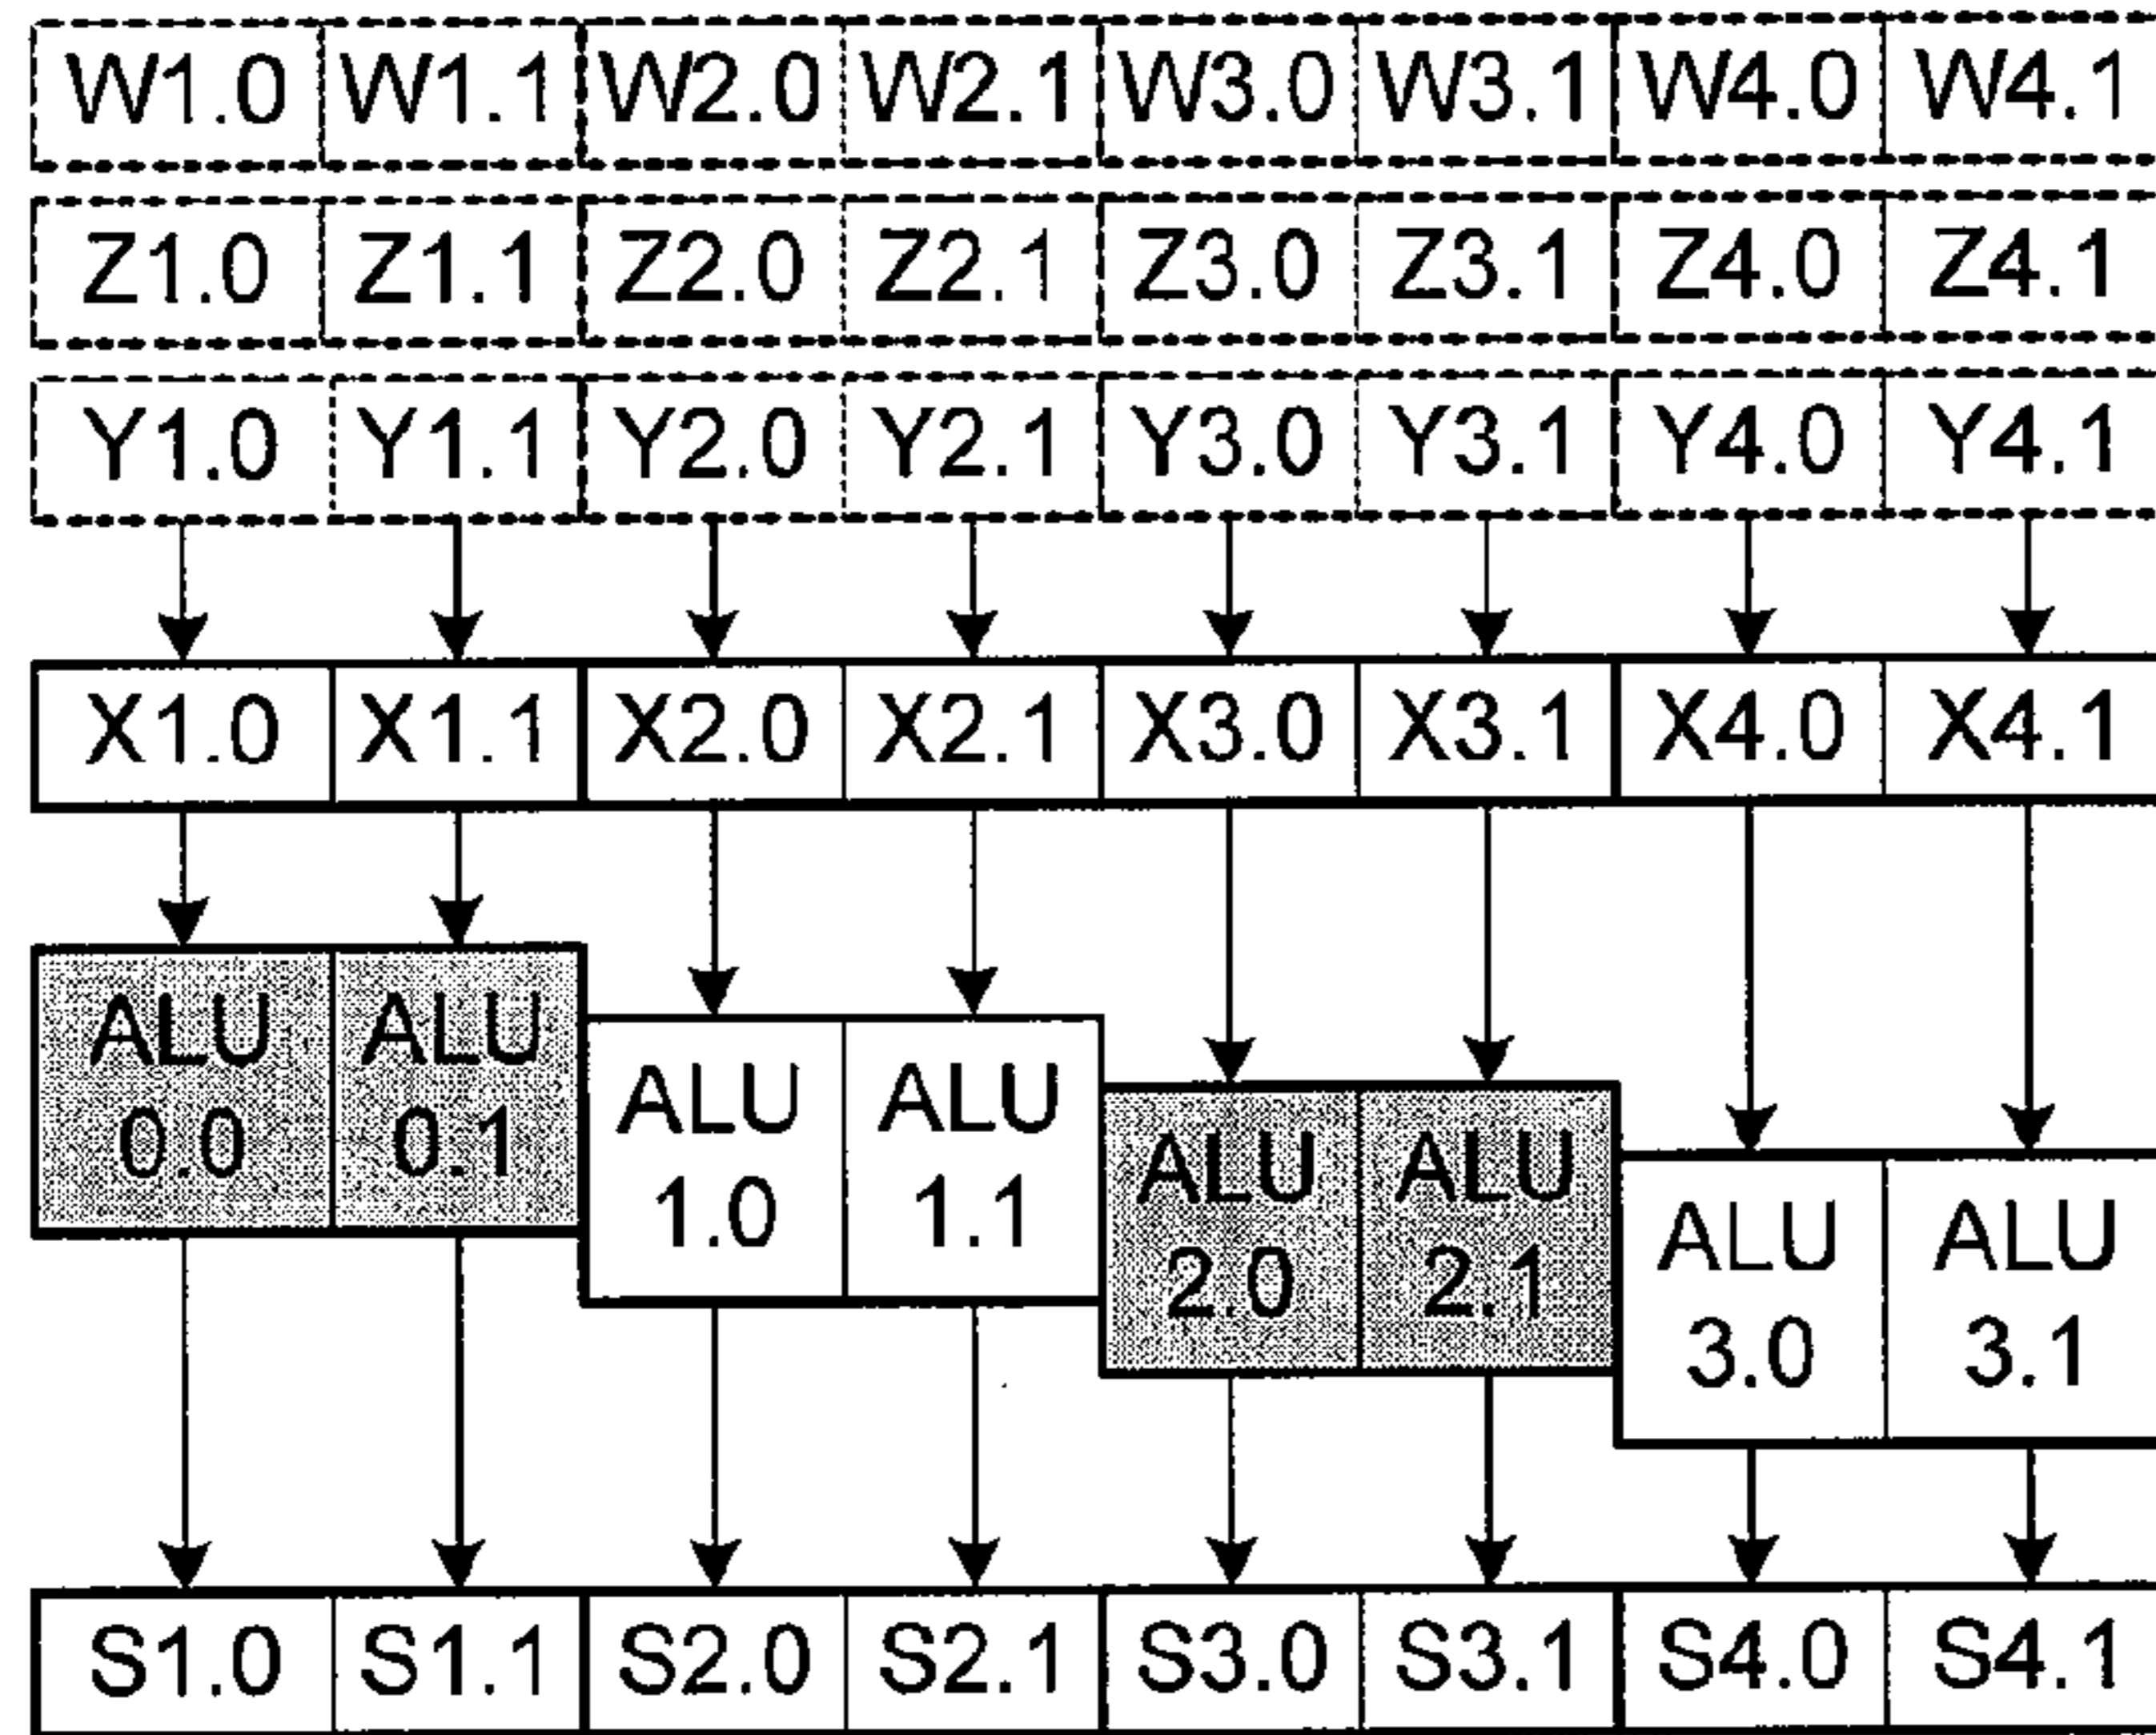 W1.0 W1.1 W2.0 W2.1 W3.0 W3.1 W4.0 W4.1
Z1.0 Z1.1 Z2.0 Z2.1 Z3.0 Z3.1 Z4.0 Z4.1
Y1.0 Y1.1 Y2.0 Y2.1 Y3.0 Y3.1 Y4.0 Y4.1
X1.0 X1.1 X2.0 X2.1 X3.0 X3.1 X4.0 X4.1
ALU
0.0
ALU
0.1
ALU
1.0
ALU
1.1
ALU
2.0
ALU
2.1
ALU
3.0
ALU
3.1
S1.0 S1.1 S2.0 S2.1 S3.0 S3.1 S4.0 S4.1